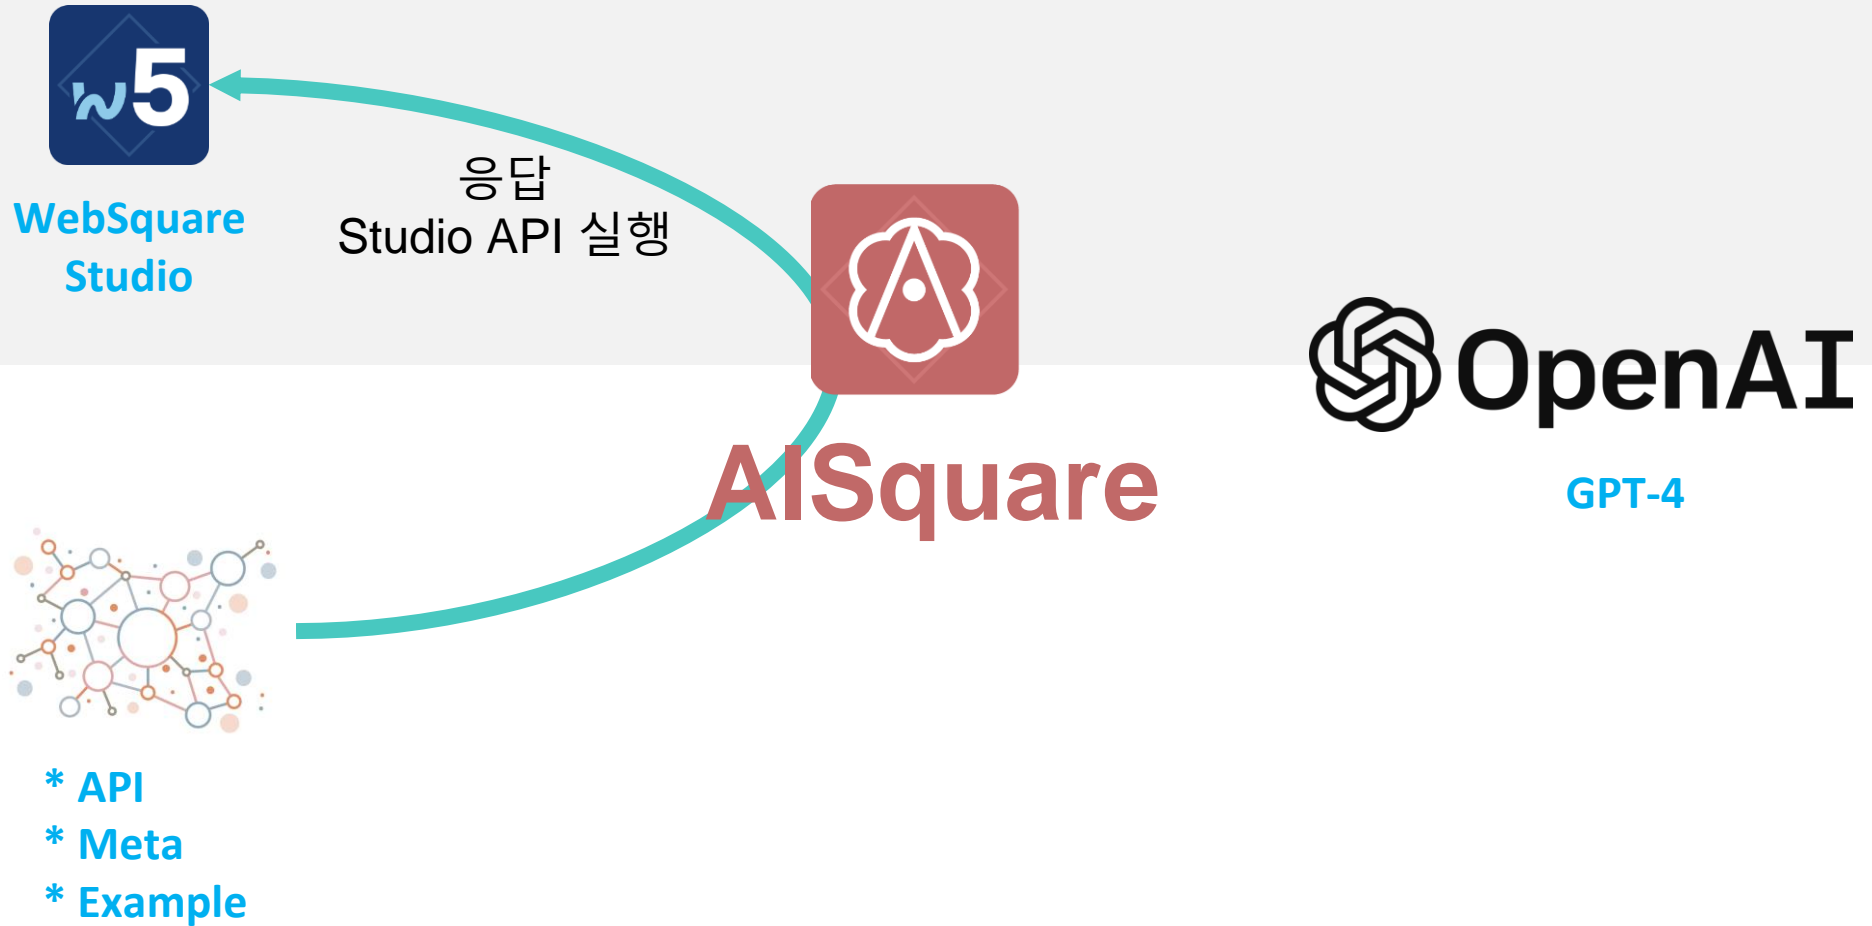 w5
WebSquare
Studio
응답
Studio API 실행
AISquare
OpenAI
GPT-4
* API
* Meta
* Example